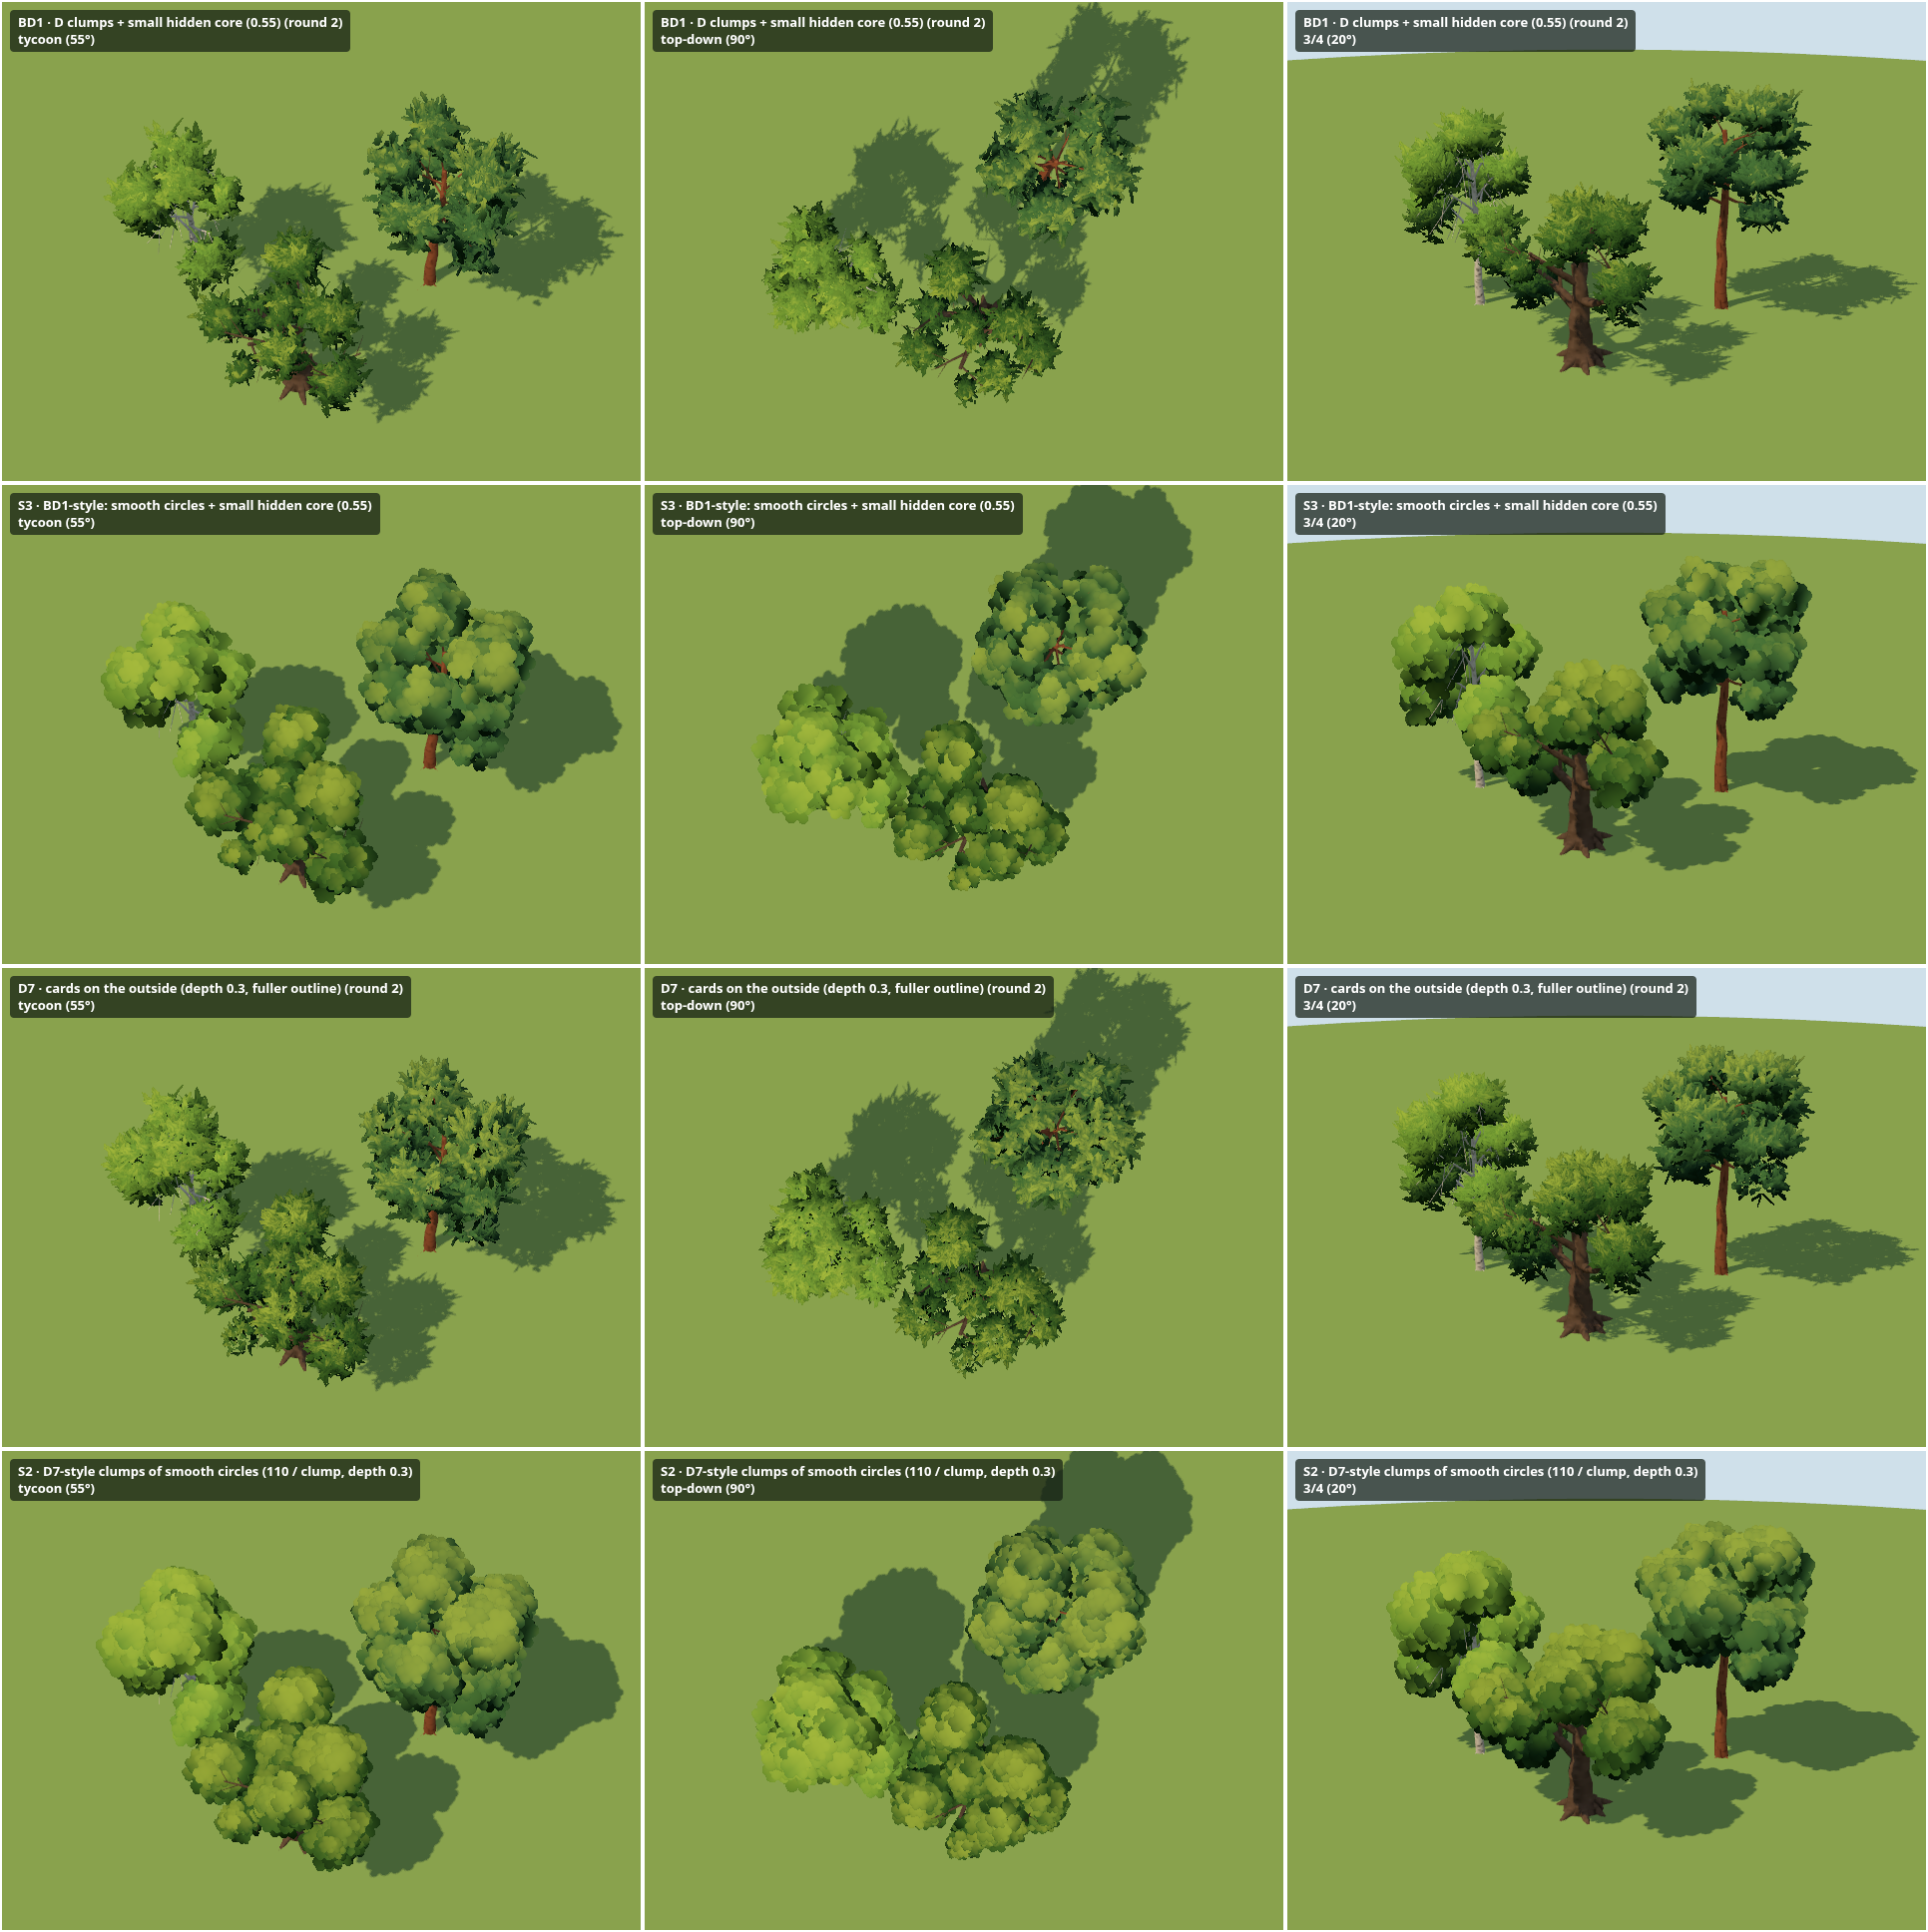 BD1 · D clumps + small hidden core (0.55) (round 2)
tycoon (55°)
BD1 · D clumps + small hidden core (0.55) (round 2)
top-down (90°)
BD1 · D clumps + small hidden core (0.55) (round 2)
3/4 (20°)
S3 · BD1-style: smooth circles + small hidden core (0.55)
tycoon (55°)
S3 · BD1-style: smooth circles + small hidden core (0.55)
top-down (90°)
S3 · BD1-style: smooth circles + small hidden core (0.55)
3/4 (20°)
D7 · cards on the outside (depth 0.3, fuller outline) (round 2)
tycoon (55°)
D7 · cards on the outside (depth 0.3, fuller outline) (round 2)
top-down (90°)
D7 · cards on the outside (depth 0.3, fuller outline) (round 2)
3/4 (20°)
S2 · D7-style clumps of smooth circles (110 / clump, depth 0.3)
tycoon (55°)
S2 · D7-style clumps of smooth circles (110 / clump, depth 0.3)
top-down (90°)
S2 · D7-style clumps of smooth circles (110 / clump, depth 0.3)
3/4 (20°)